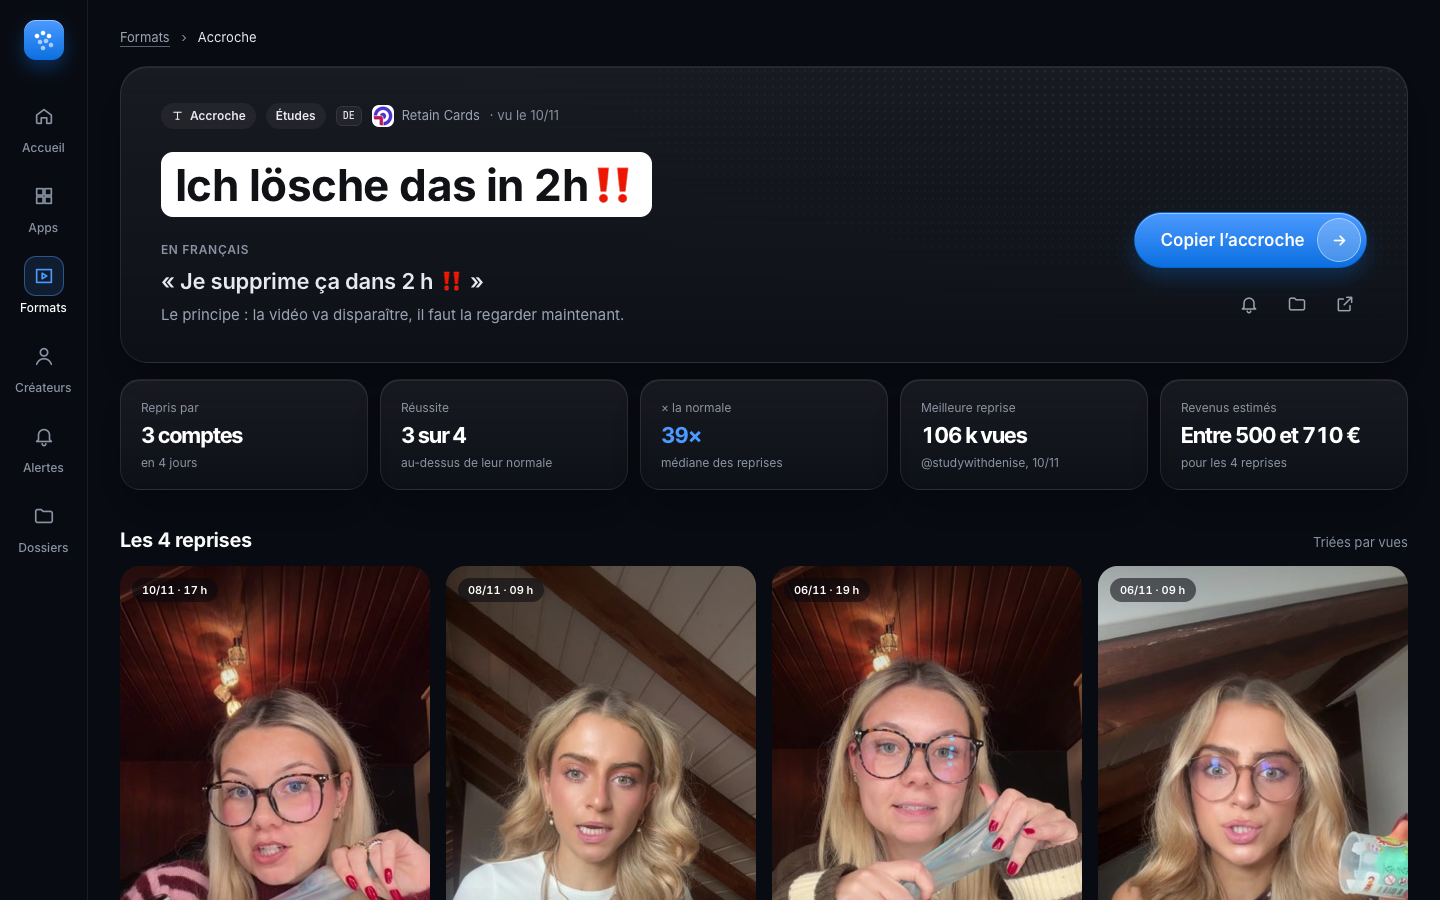 Formats › Accroche
Accueil
Apps
Formats
Créateurs
Alertes
Dossiers
Accroche Études DE Retain Cards · vu le 10/11
Ich lösche das in 2h‼️
EN FRANÇAIS
« Je supprime ça dans 2 h ‼️ »
Le principe : la vidéo va disparaître, il faut la regarder maintenant.
Copier l’accroche
Repris par
3 comptes
en 4 jours
Réussite
3 sur 4
au-dessus de leur normale
× la normale
39×
médiane des reprises
Meilleure reprise
106 k vues
@studywithdenise, 10/11
Revenus estimés
Entre 500 et 710 €
pour les 4 reprises
Les 4 reprises
Triées par vues
10/11 · 17 h
08/11 · 09 h
06/11 · 19 h
06/11 · 09 h